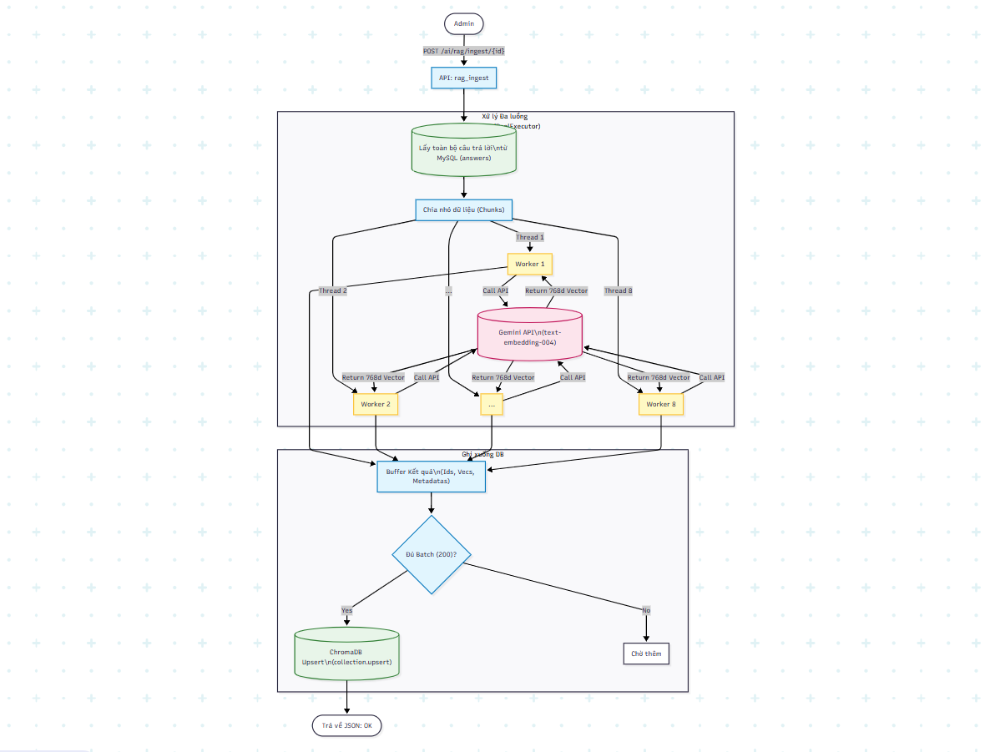 Admin
POST /ai/rag/ingest/{id}
API: rag_ingest
Xử lý Đa luồng
lExecutor)
Lấy toàn bộ câu trả lời\ntừ
MySQL (answers)
Chia nhỏ dữ liệu (Chunks)
Thread 1
Worker 1
Thread 2
...
Call API
Return 768d Vector
Thread 8
Gemini API\n(text-
embedding-004)
Return 768d Vector
Call API
Return 768d Vector
Call API
Return 768d Vector
Call API
Worker 2
...
Worker 8
Ghi xuống DB
Buffer Kết quả\n(Ids, Vecs,
Metadatas)
Đủ Batch (200)?
Yes
No
ChromaDB
Upsert\n(collection.upsert)
Chờ thêm
Trả về JSON: OK